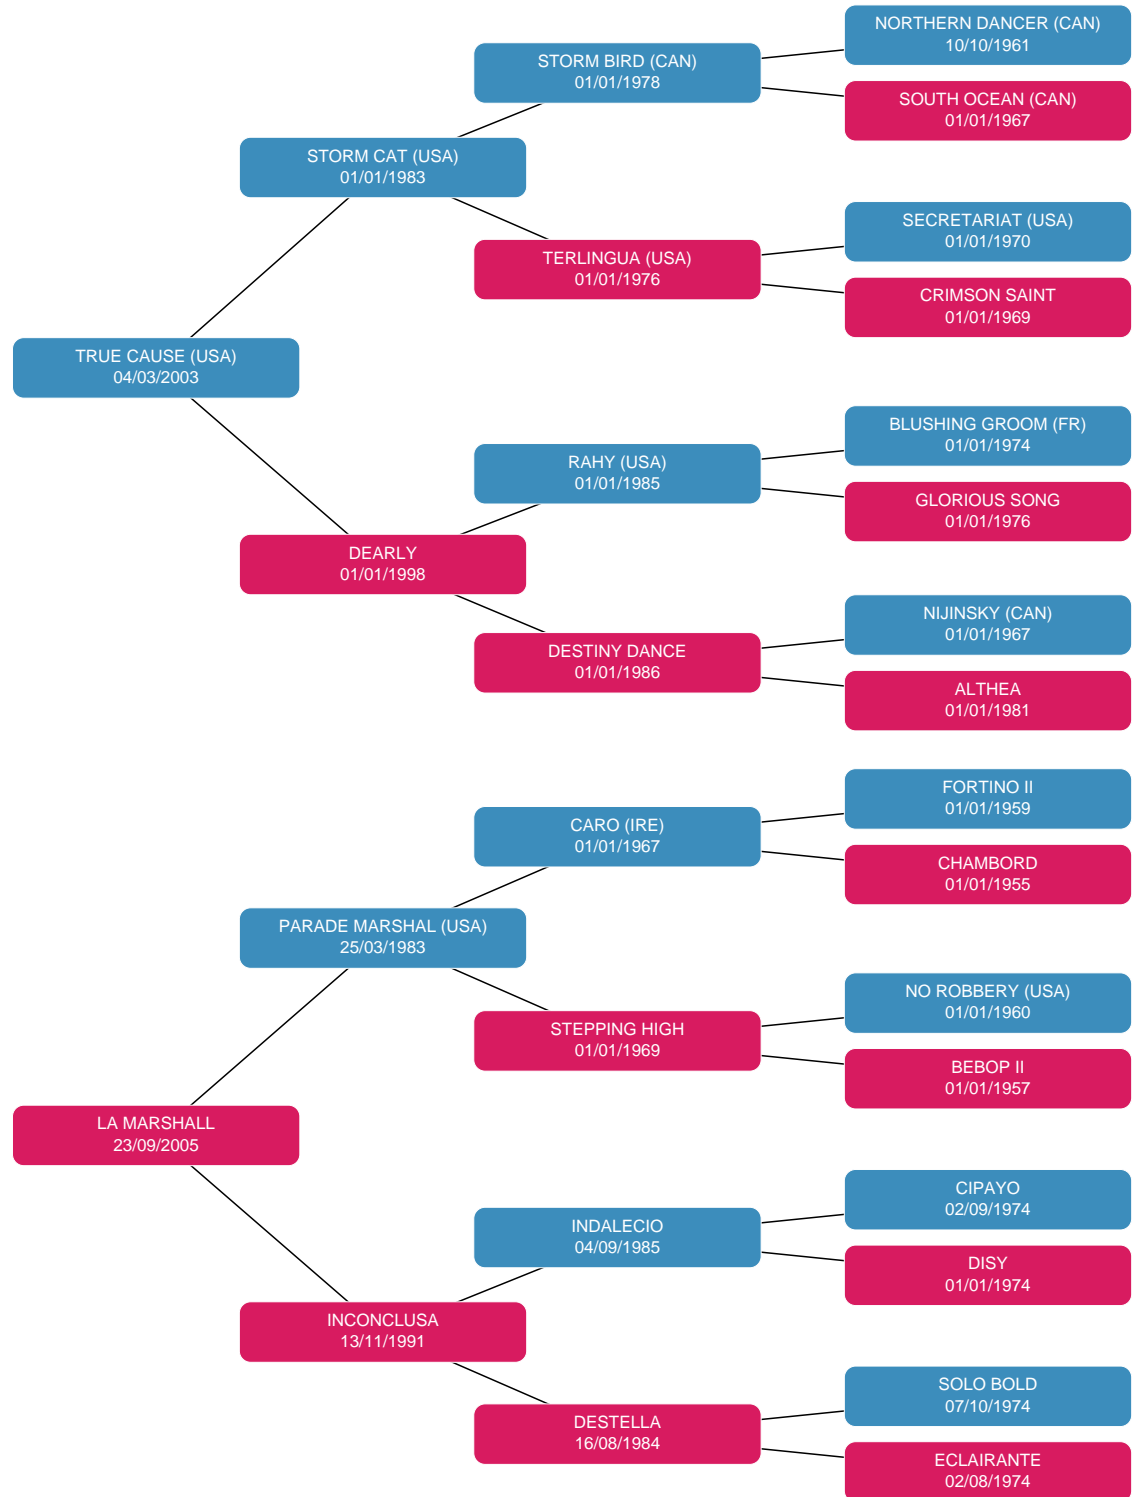 NORTHERN DANCER (CAN)
10/10/1961
STORM BIRD (CAN)
01/01/1978
SOUTH OCEAN (CAN)
01/01/1967
STORM CAT (USA)
01/01/1983
SECRETARIAT (USA)
01/01/1970
TERLINGUA (USA)
01/01/1976
CRIMSON SAINT
01/01/1969
TRUE CAUSE (USA)
04/03/2003
BLUSHING GROOM (FR)
01/01/1974
RAHY (USA)
01/01/1985
GLORIOUS SONG
01/01/1976
DEARLY
01/01/1998
NIJINSKY (CAN)
01/01/1967
DESTINY DANCE
01/01/1986
ALTHEA
01/01/1981
FORTINO II
01/01/1959
CARO (IRE)
01/01/1967
CHAMBORD
01/01/1955
PARADE MARSHAL (USA)
25/03/1983
NO ROBBERY (USA)
01/01/1960
STEPPING HIGH
01/01/1969
BEBOP II
01/01/1957
LA MARSHALL
23/09/2005
CIPAYO
02/09/1974
INDALECIO
04/09/1985
DISY
01/01/1974
INCONCLUSA
13/11/1991
SOLO BOLD
07/10/1974
DESTELLA
16/08/1984
ECLAIRANTE
02/08/1974